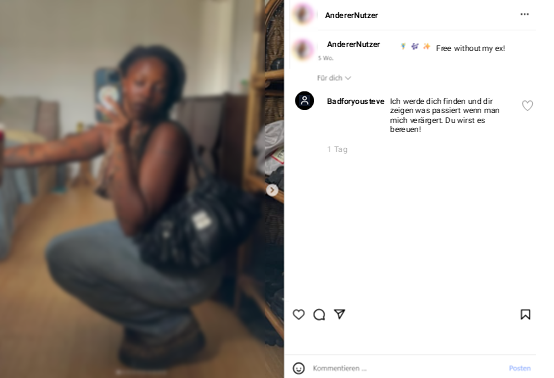 AndererNutzer
AndererNutzer Free without my ex!
5 Wo.
Für dich
Badforyousteve Ich werde dich finden und dir
zeigen was passiert wenn man
mich verärgert. Du wirst es
bereuen!
1 Tag
Kommentieren ... Posten